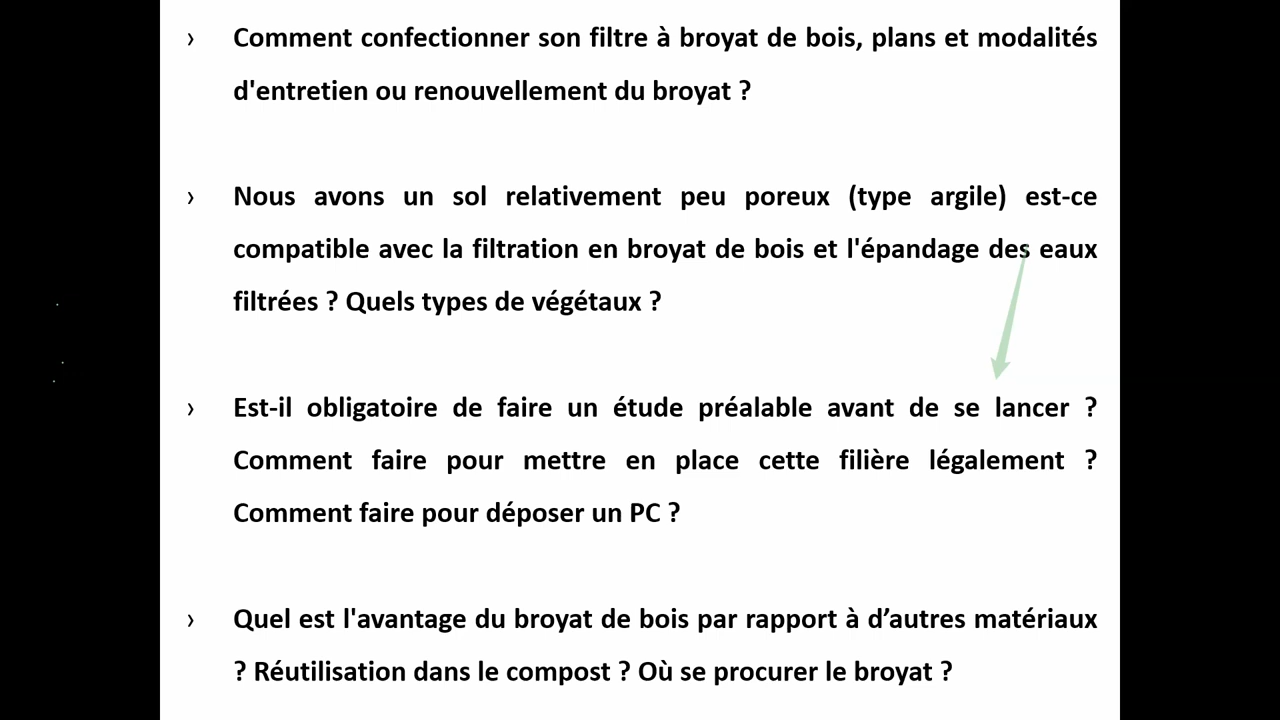 › Comment confectionner son filtre à broyat de bois, plans et modalités
d'entretien ou renouvellement du broyat ?
› Nous avons un sol relativement peu poreux (type argile) est-ce
compatible avec la filtration en broyat de bois et l'épandage des eaux
filtrées ? Quels types de végétaux ?
› Est-il obligatoire de faire un étude préalable avant de se lancer ?
Comment faire pour mettre en place cette filière légalement ?
Comment faire pour déposer un PC ?
› Quel est l'avantage du broyat de bois par rapport à d’autres matériaux
? Réutilisation dans le compost ? Où se procurer le broyat ?